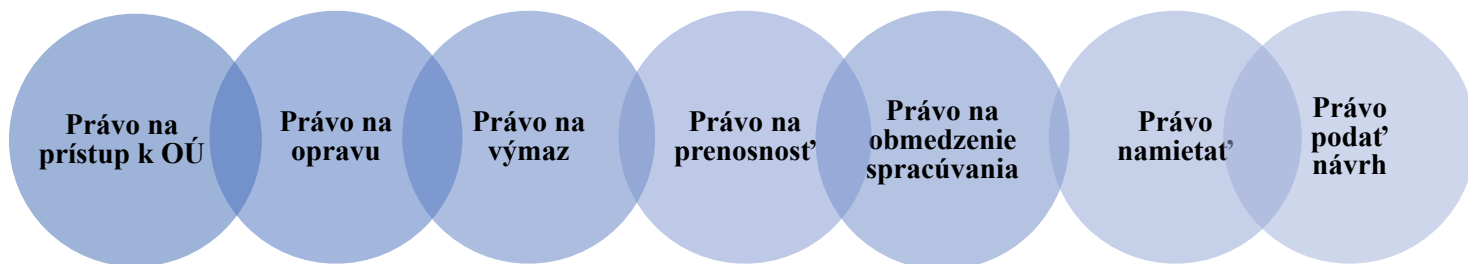 Právo na
prístup k OÚ
Právo na
opravu
Právo na
výmaz
Právo na
prenosnosť
Právo na
obmedzenie
spracúvania
Právo
namietať
Právo
podať
návrh